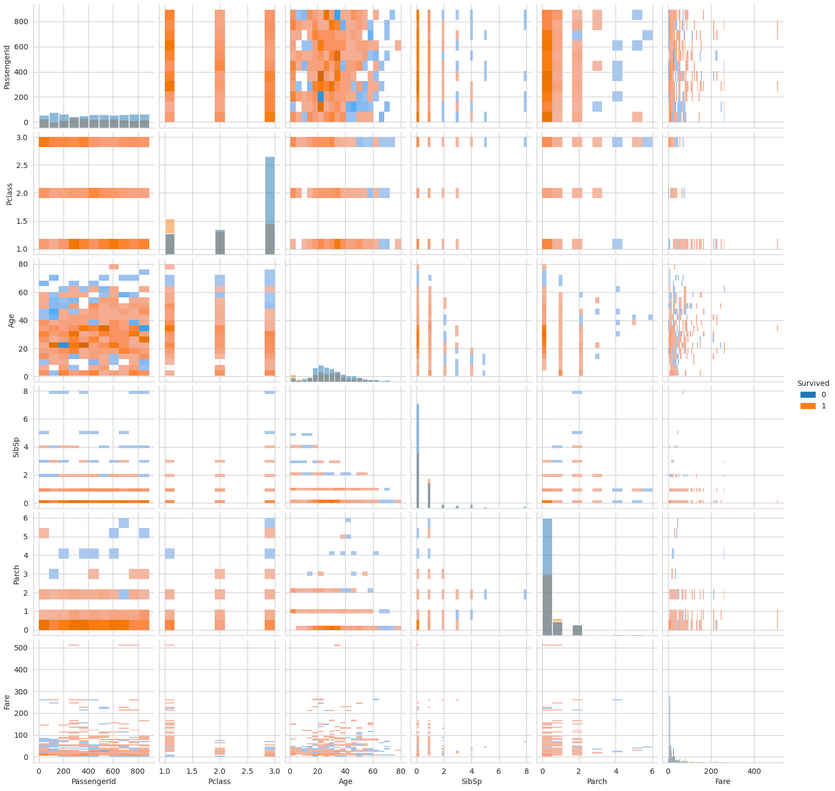 PassengerId
800
600
400
200
0
Pclass
3.0
2.5
2.0
1.5
1.0
Age
80
60
40
20
0
SibSp
8
6
4
2
0
Parch
6
5
4
3
2
1
0
Fare
500
400
300
200
100
0
Survived
0
1
0 200 400 600 800
1.0 1.5 2.0 2.5 3.0
0 20 40 60 80
0 2 4 6 8
0 2 4 6
0 200 400
PassengerId
Pclass
Age
SibSp
Parch
Fare